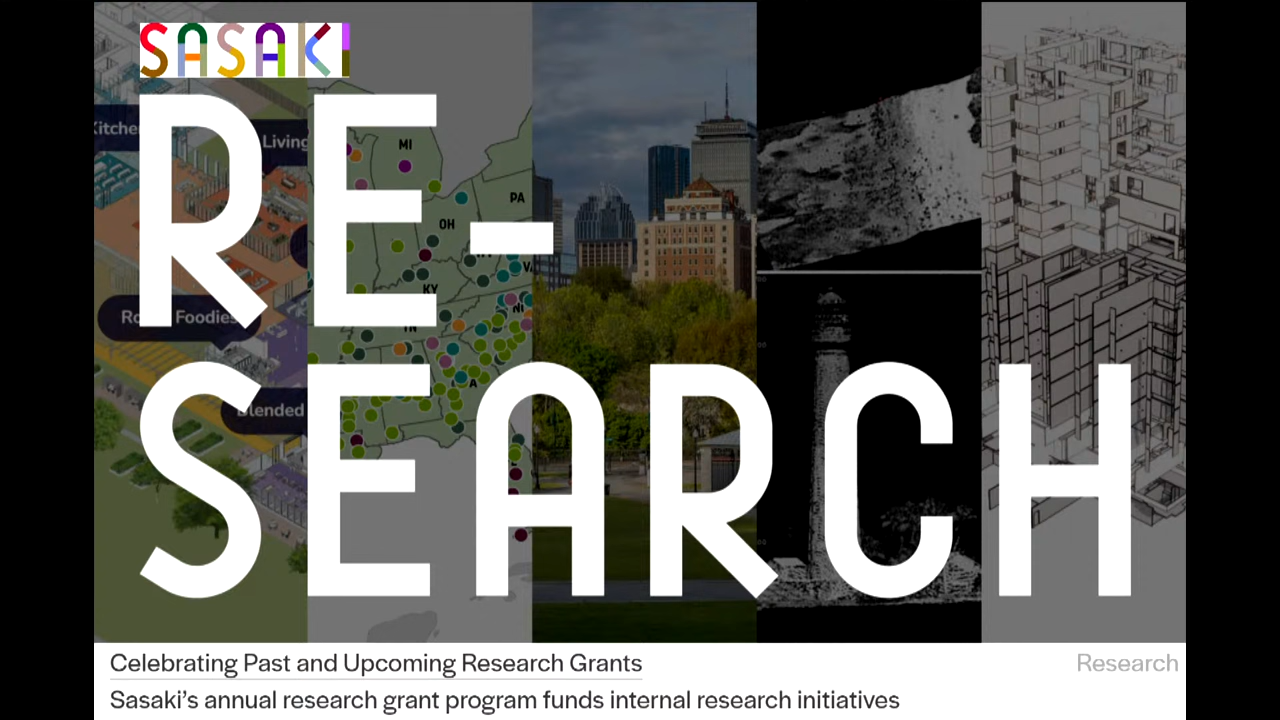 SASAKI
RE-
SEARCH
Living
MI
PA
OH
KY
Foodies
Blended
Celebrating Past and Upcoming Research Grants
Research
Sasaki's annual research grant program funds internal research initiatives